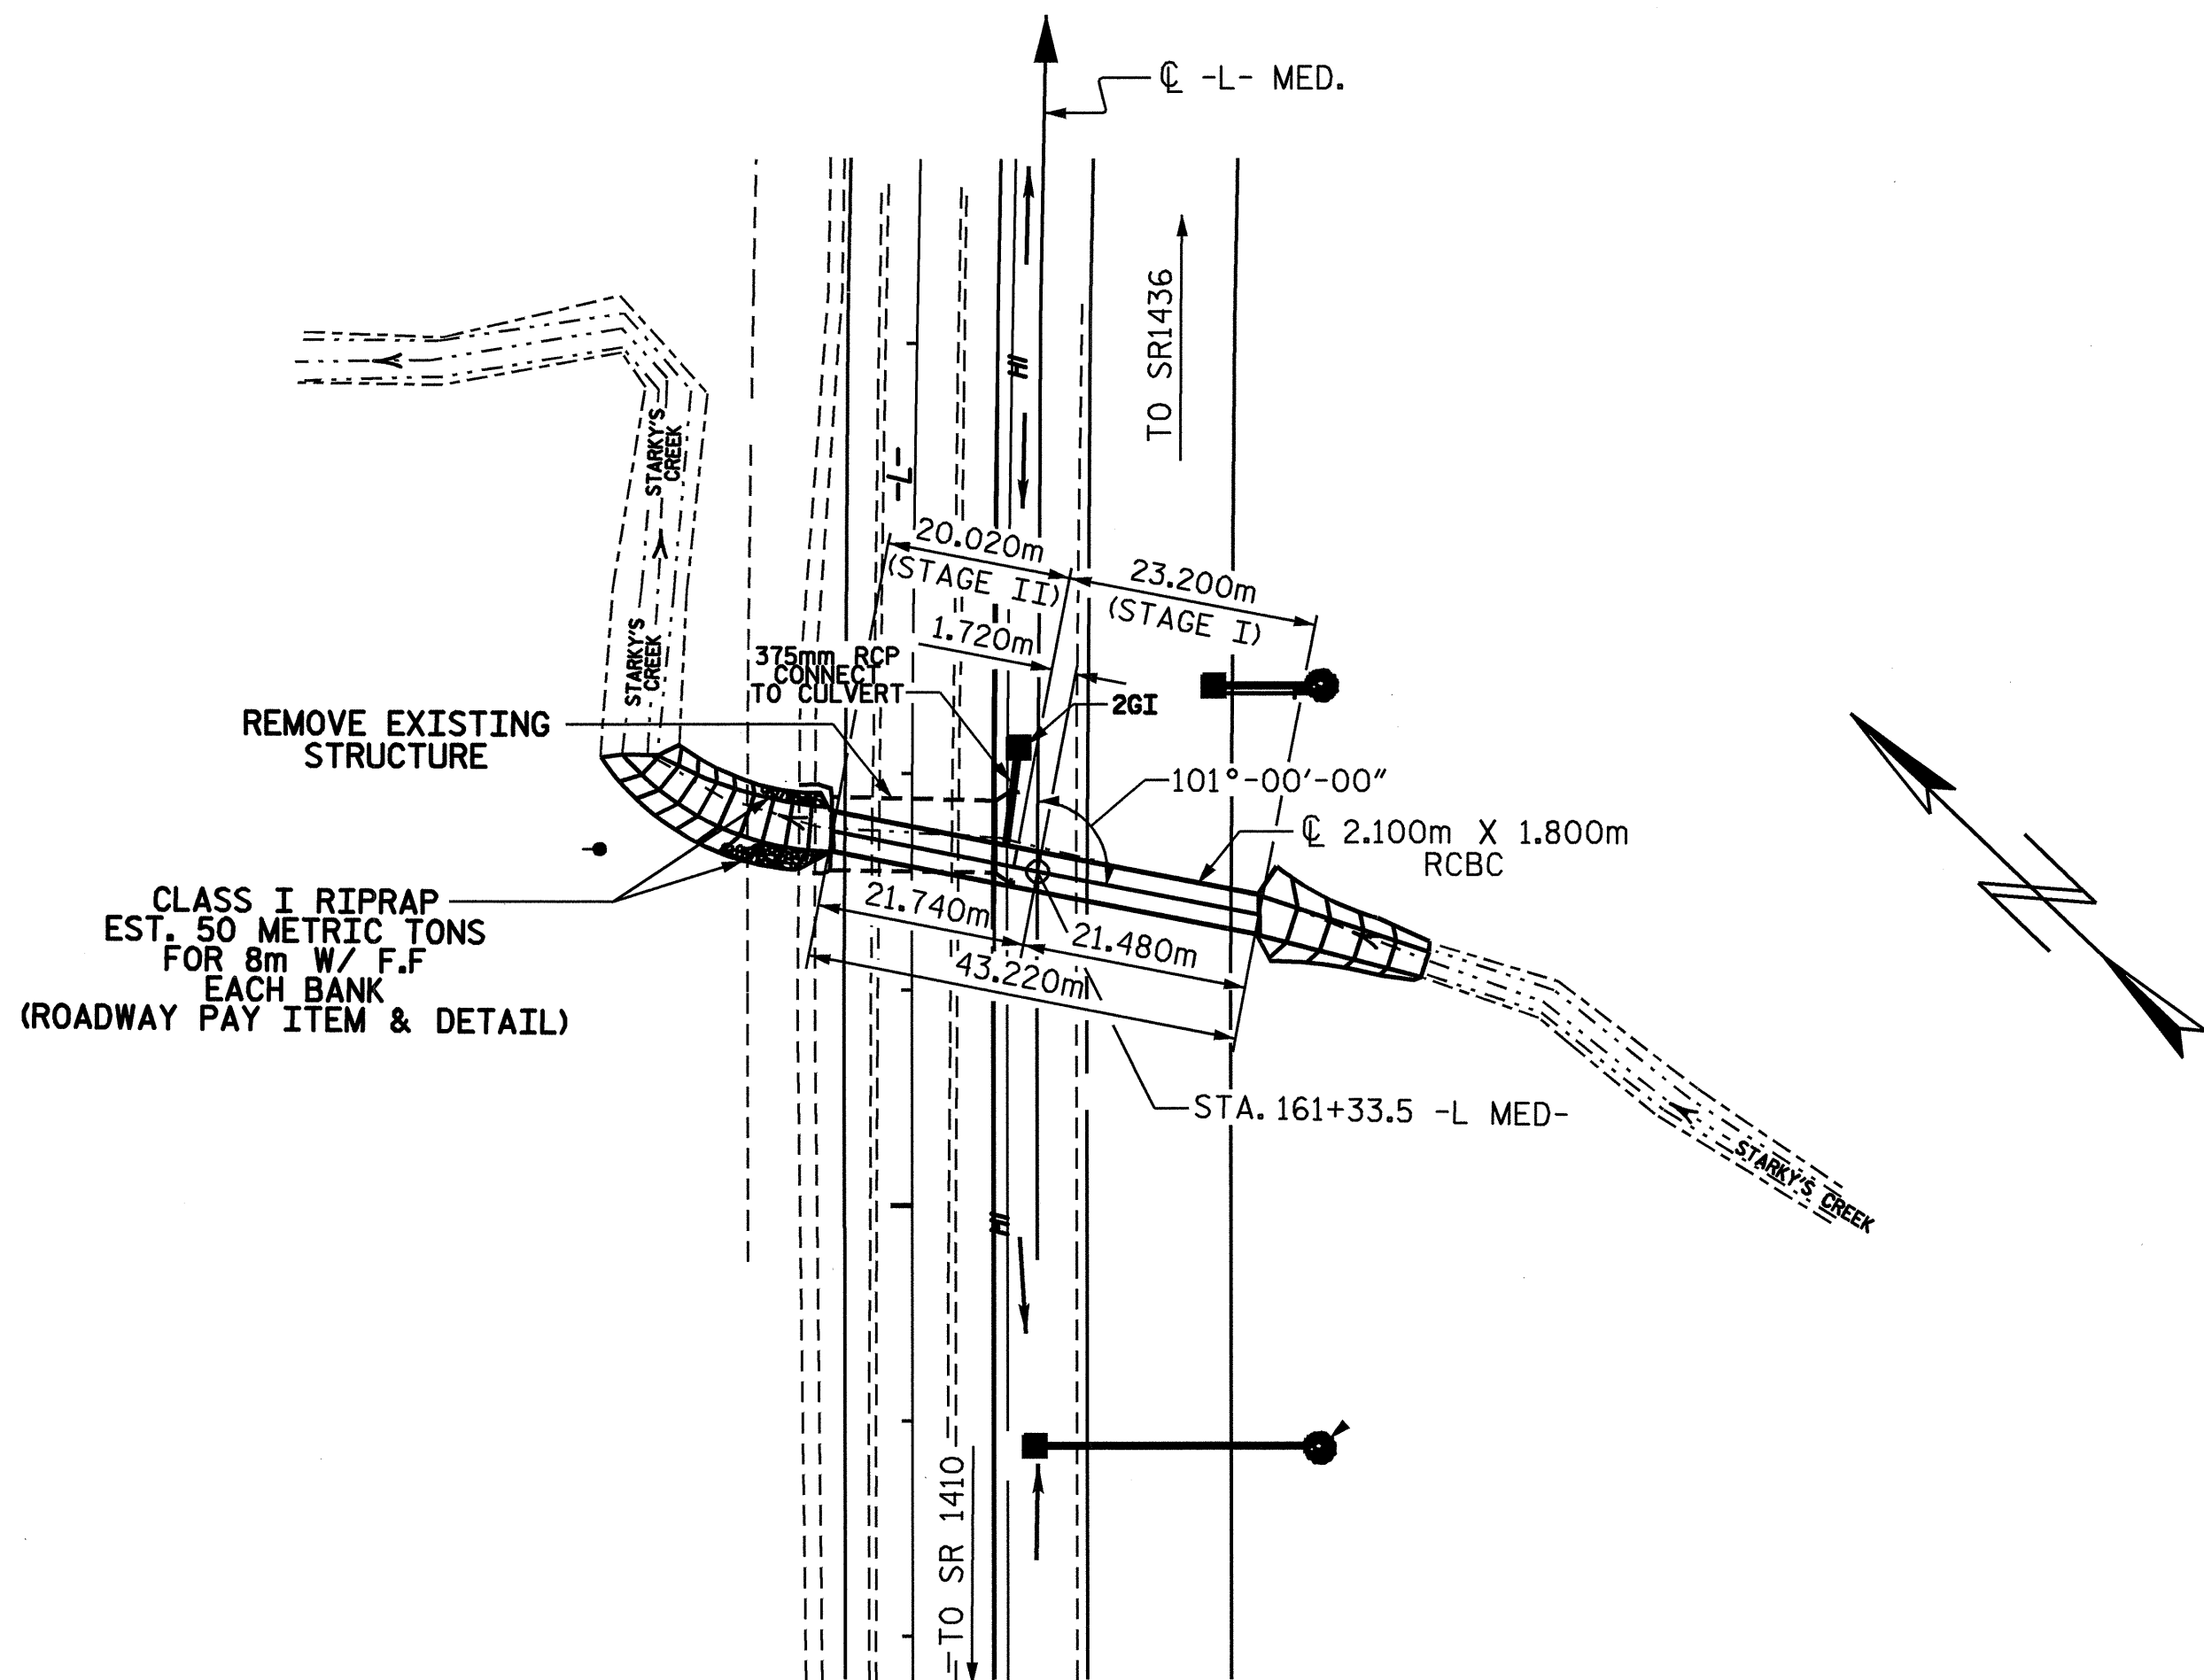 ℄ -L- MED.
TO SR1436
HI
STARKY'S
CREEK
-L-
20.020m
(STAGE II)
23.200m
(STAGE I)
1.720m
375mm RCP
CONNECT
TO CULVERT
2GI
STARKY'S
CREEK
REMOVE EXISTING
STRUCTURE
101°-00'-00"
℄ 2.100m X 1.800m
RCBC
CLASS I RIPRAP
EST. 50 METRIC TONS
FOR 8m W/ F.F
EACH BANK
(ROADWAY PAY ITEM & DETAIL)
21.740m
21.480m
43.220m
STA. 161+33.5 -L MED-
STARKY'S CREEK
HI
TO SR 1410